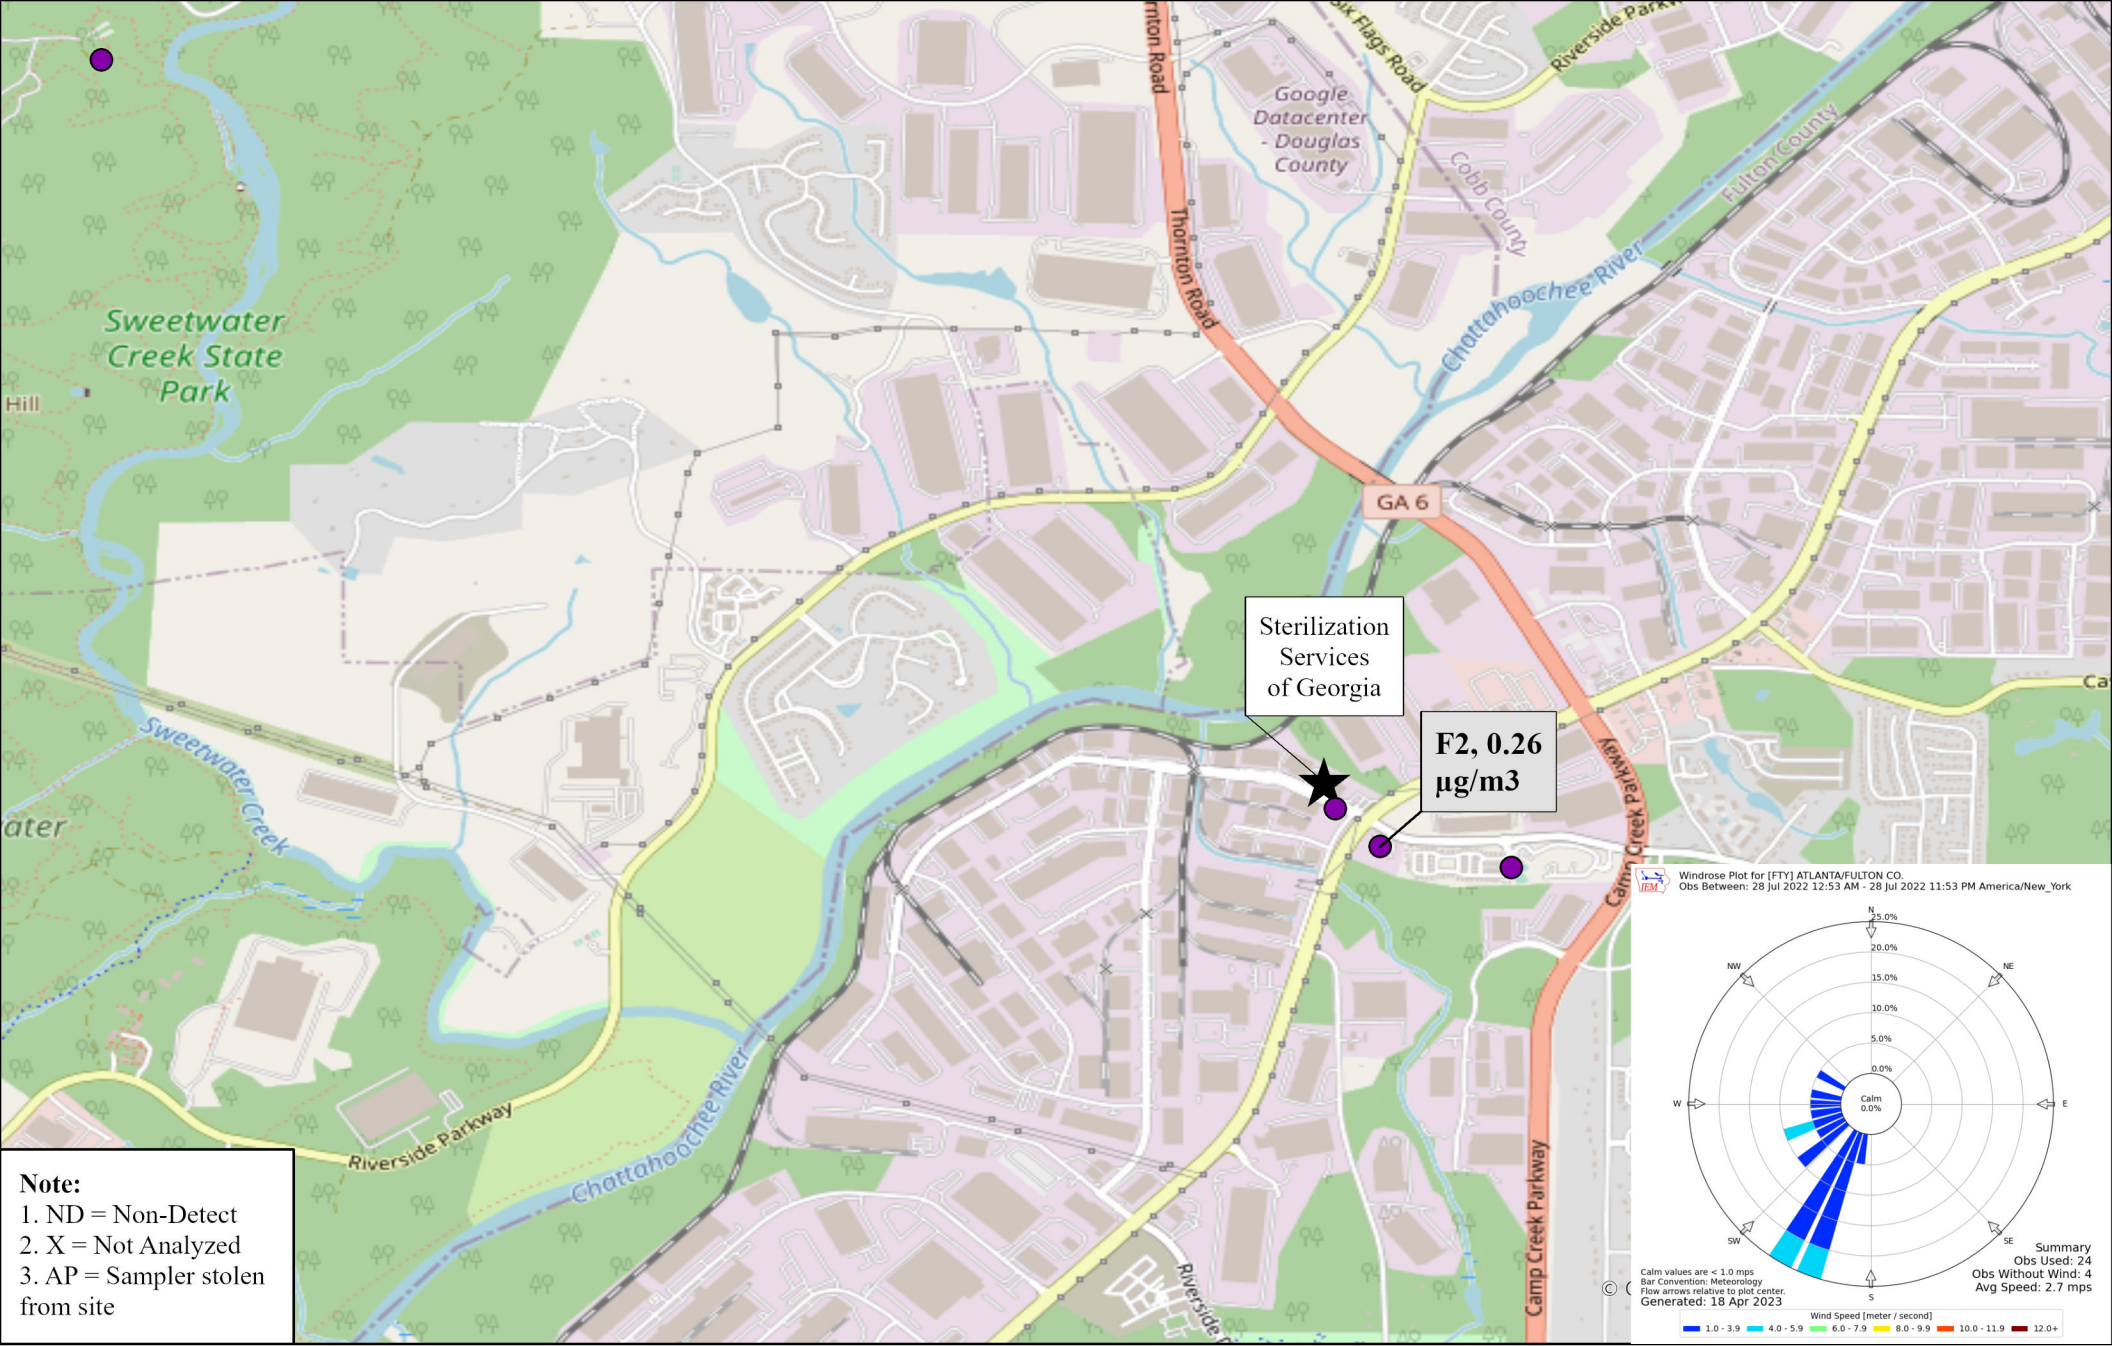 rnton Road
Six Flags Road
Riverside Parkw
Google
Datacenter
- Douglas
County
Cobb County
Fulton County
Thornton Road
Chattahoochee River
Sweetwater
Creek State
Park
Hill
GA 6
Sterilization
Services
of Georgia
F2, 0.26
µg/m3
Ca
Sweetwater Creek
ater
Camp Creek Parkway
Chattahoochee River
Riverside Parkway
Camp Creek Parkway
Riverside
Note:
1. ND = Non-Detect
2. X = Not Analyzed
3. AP = Sampler stolen
from site
©
IEM
Windrose Plot for [FTY] ATLANTA/FULTON CO.
Obs Between: 28 Jul 2022 12:53 AM - 28 Jul 2022 11:53 PM America/New_York
N
25.0%
20.0%
15.0%
10.0%
5.0%
0.0%
NW
NE
W
E
Calm
0.0%
SW
SE
S
Summary
Obs Used: 24
Obs Without Wind: 4
Avg Speed: 2.7 mps
Calm values are < 1.0 mps
Bar Convention: Meteorology
Flow arrows relative to plot center.
Generated: 18 Apr 2023
Wind Speed [meter / second]
1.0 - 3.9 4.0 - 5.9 6.0 - 7.9 8.0 - 9.9 10.0 - 11.9 12.0+